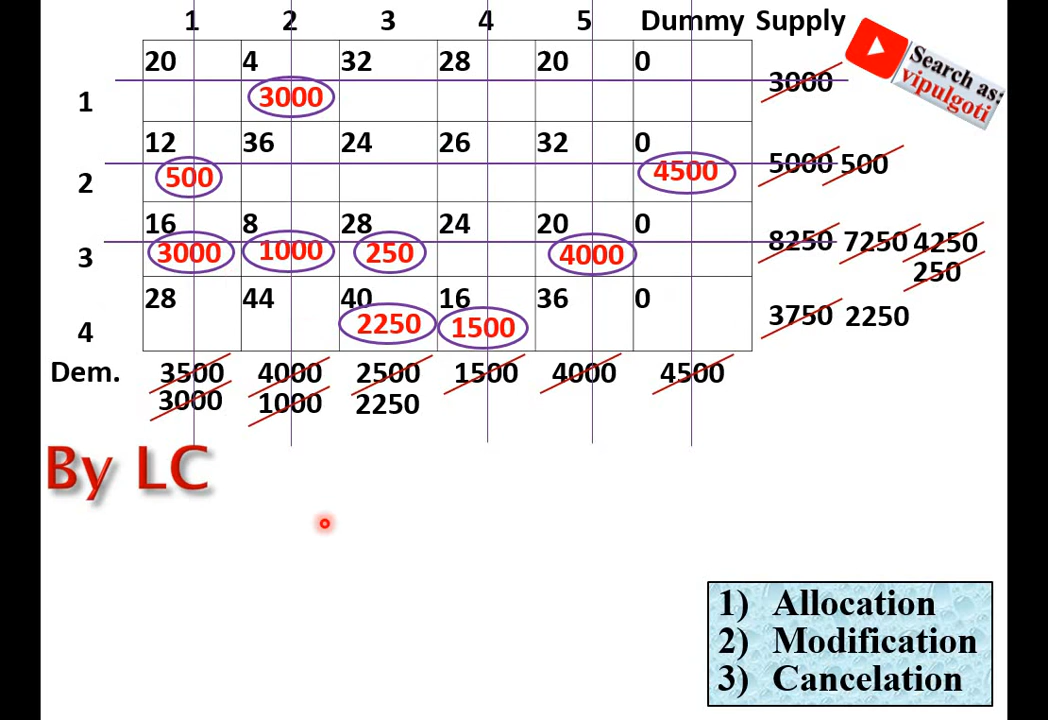 1 2 3 4 5 Dummy Supply
20 4 32 28 20 0
1 3000 3000
12 36 24 26 32 0
2 500 4500 5000 500
16 8 28 24 20 0
3 3000 1000 250 4000 8250 7250 4250
250
28 44 40 16 36 0
4 2250 1500 3750 2250
Dem. 3500 4000 2500 1500 4000 4500
3000 1000 2250
Search as:
vipulgoti
By LC
1) Allocation
2) Modification
3) Cancelation